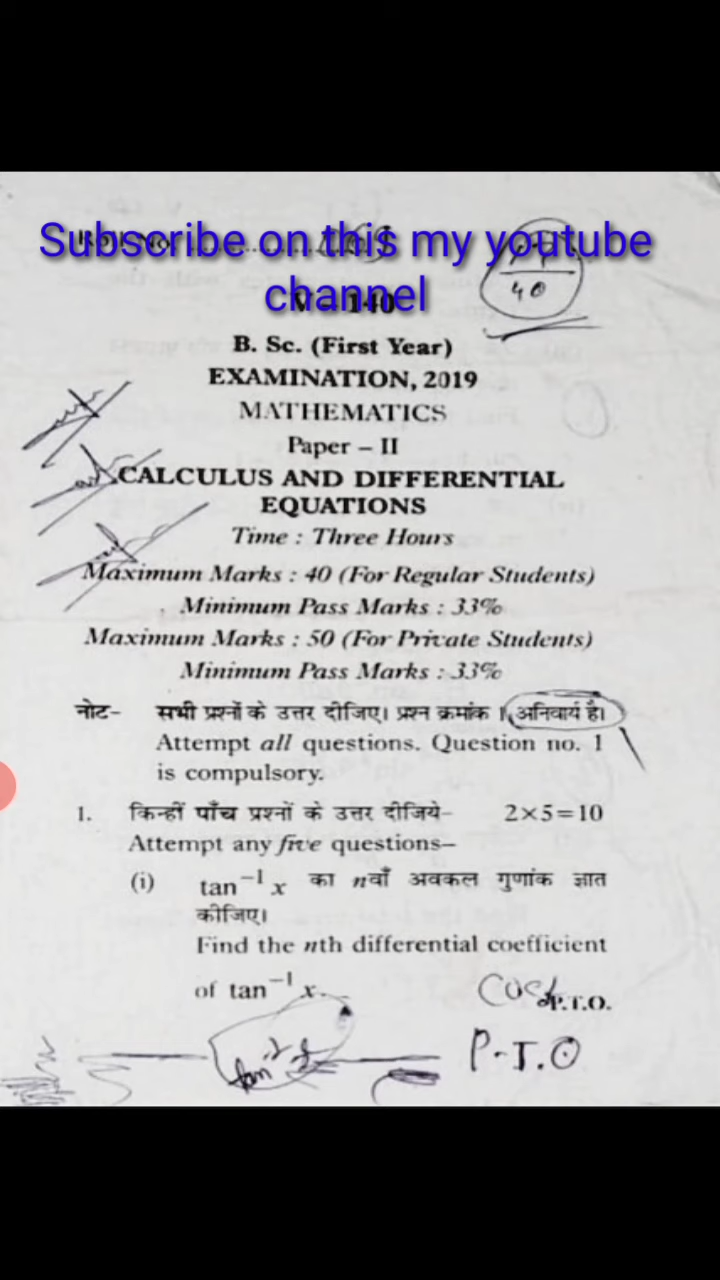 Subscribe on this my youtube
channel
40
B. Sc. (First Year)
EXAMINATION, 2019
MATHEMATICS
Paper – II
CALCULUS AND DIFFERENTIAL
EQUATIONS
Time : Three Hours
Maximum Marks : 40 (For Regular Students)
Minimum Pass Marks : 33%
Maximum Marks : 50 (For Private Students)
Minimum Pass Marks : 33%
नोट– सभी प्रश्नों के उत्तर दीजिए। प्रश्न क्रमांक 1 अनिवार्य है।
Attempt all questions. Question no. 1
is compulsory.
1. किन्हीं पाँच प्रश्नों के उत्तर दीजिये– 2×5=10
Attempt any five questions–
(i) tan⁻¹ x का nवाँ अवकल गुणांक ज्ञात
कीजिए।
Find the nth differential coefficient
of tan⁻¹ x.
P.T.O.
P-T.O